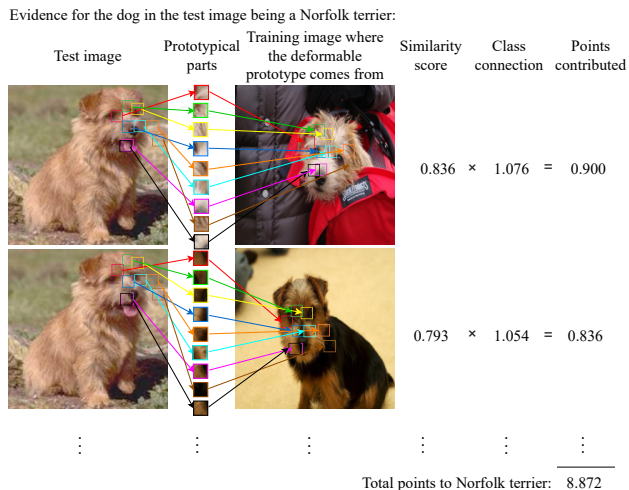 Evidence for the dog in the test image being a Norfolk terrier:
Test image
Prototypical
parts
Training image where
the deformable
prototype comes from
Similarity
score
Class
connection
Points
contributed
0.836 × 1.076 = 0.900
0.793 × 1.054 = 0.836
Total points to Norfolk terrier: 8.872